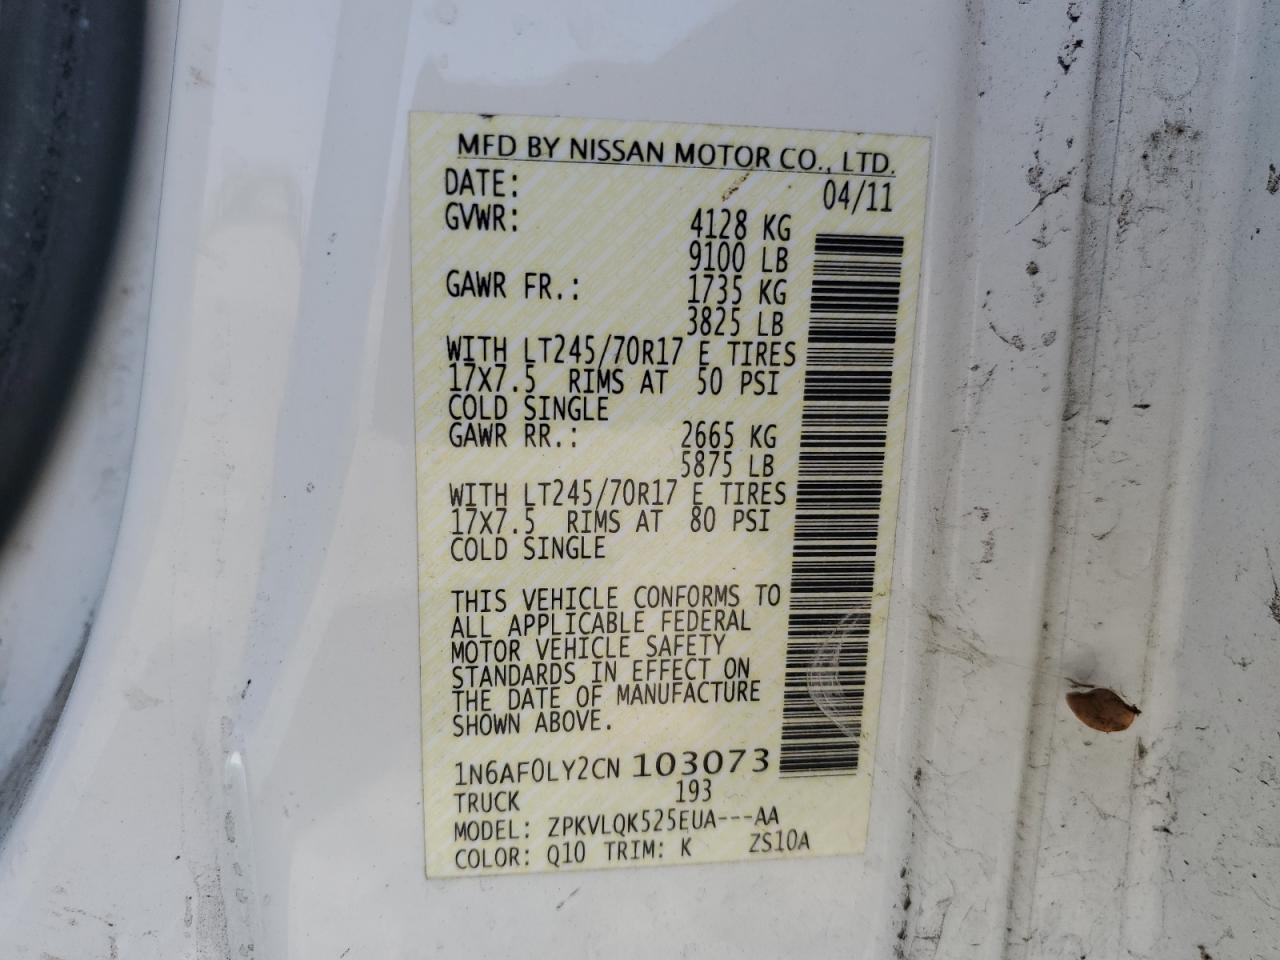 MFD BY NISSAN MOTOR CO., LTD.
DATE: 04/11
GVWR: 4128 KG
9100 LB
GAWR FR.: 1735 KG
3825 LB
WITH LT245/70R17 E TIRES
17X7.5 RIMS AT 50 PSI
COLD SINGLE
GAWR RR.: 2665 KG
5875 LB
WITH LT245/70R17 E TIRES
17X7.5 RIMS AT 80 PSI
COLD SINGLE
THIS VEHICLE CONFORMS TO
ALL APPLICABLE FEDERAL
MOTOR VEHICLE SAFETY
STANDARDS IN EFFECT ON
THE DATE OF MANUFACTURE
SHOWN ABOVE.
1N6AF0LY2CN 103073
TRUCK 193
MODEL: ZPKVLQK525EUA---AA
COLOR: Q10 TRIM: K ZS10A